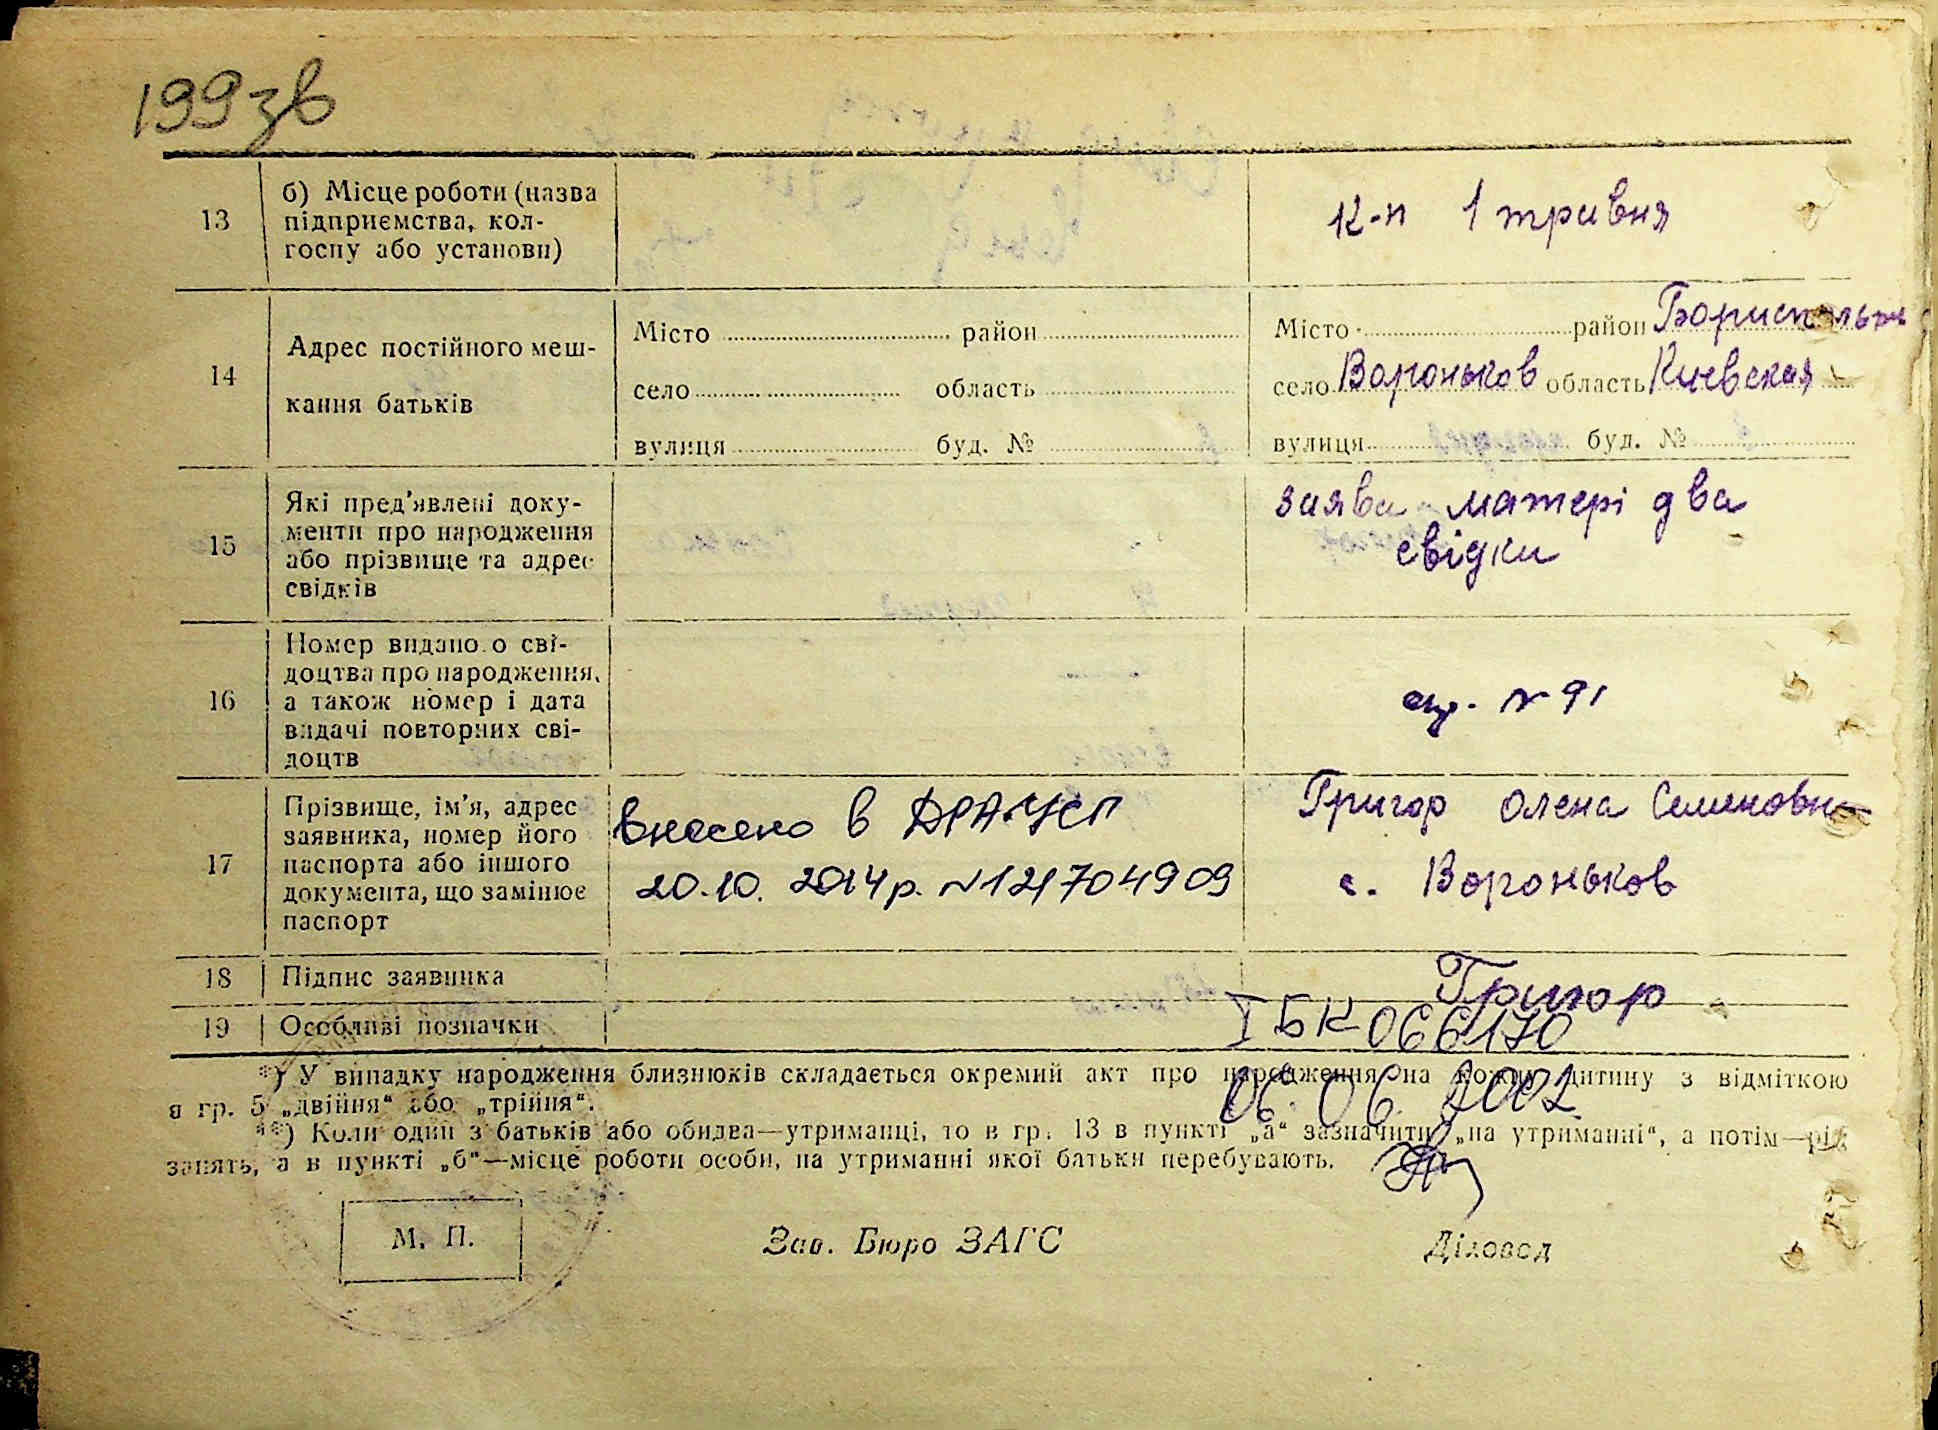 199 зв
13 б) Місце роботи (назва
підприємства, кол-
госпу або установи)
к-п 1 травня
14 Адрес постійного меш-
кання батьків
Місто район
село область
вулиця буд. №
Місто район Бориспольск
село Вороньков область Киевская
вулиця буд. №
15 Які пред'явлені доку-
менти про народження
або прізвище та адрес
свідків
заява матері два
свідки
16 Номер видано о сві-
доцтва про народження,
а також номер і дата
видачі повторних сві-
доцтв
№ 91
17 Прізвище, ім'я, адрес
заявника, номер його
паспорта або іншого
документа, що замінює
паспорт
внесено в ДРАЦСГ
20.10. 2014р. №121704909
Григор Олена Семеновна
с. Вороньков
18 Підпис заявника
Григор
19 Особливі позначки
І БК 066170
06. 06. 2002
*) У випадку народження близнюків складається окремий акт про народження на кожну дитину з відміткою
в гр. 5 „двійня“ або „трійня“.
**) Коли один з батьків або обидва—утриманці, то в гр. 13 в пункті „а“ зазначити „на утриманні“, а потім—рід
занять, а в пункті „б“—місце роботи особи, на утриманні якої батьки перебувають.
М. П.
Зав. Бюро ЗАГС
Діловод